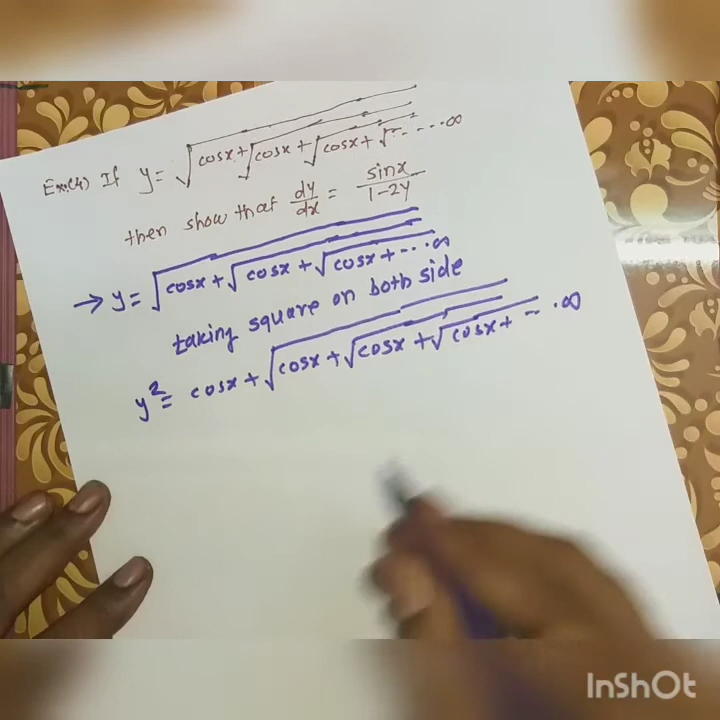 Ex.(4) If y = √cosx + √cosx + √cosx + √- - - - ∞
then show that dy/dx = sinx/1-2y
→ y = √cosx + √cosx + √cosx + - - - ∞
taking square on both side
y² = cosx + √cosx + √cosx + √cosx + - - ∞
InShOt